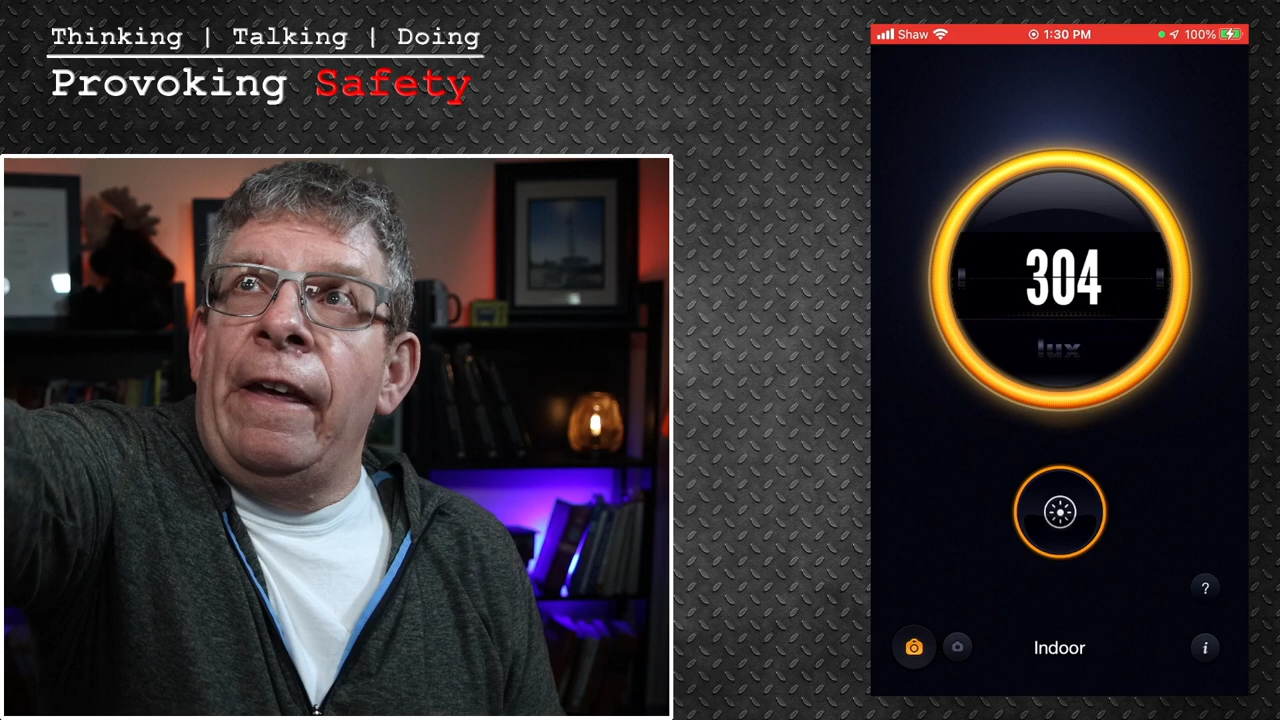 Thinking | Talking | Doing
Provoking Safety
Shaw 1:30 PM 100%
304
lux
?
Indoor
i